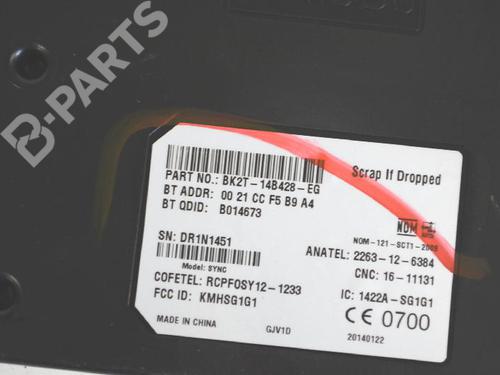 B-PARTS
Scrap If Dropped
PART NO.: BK2T-14B428-EG
BT ADDR: 00 21 CC F5 B9 A4
BT QDID: B014673
NOM
NOM-121-SCT1-2009
SN: DR1N1451
ANATEL: 2263-12-6384
Model: SYNC
CNC: 16-11131
COFETEL: RCPFOSY12-1233
IC: 1422A-SG1G1
FCC ID: KMHSG1G1
CE 0700
MADE IN CHINA
GJV1D
20140122